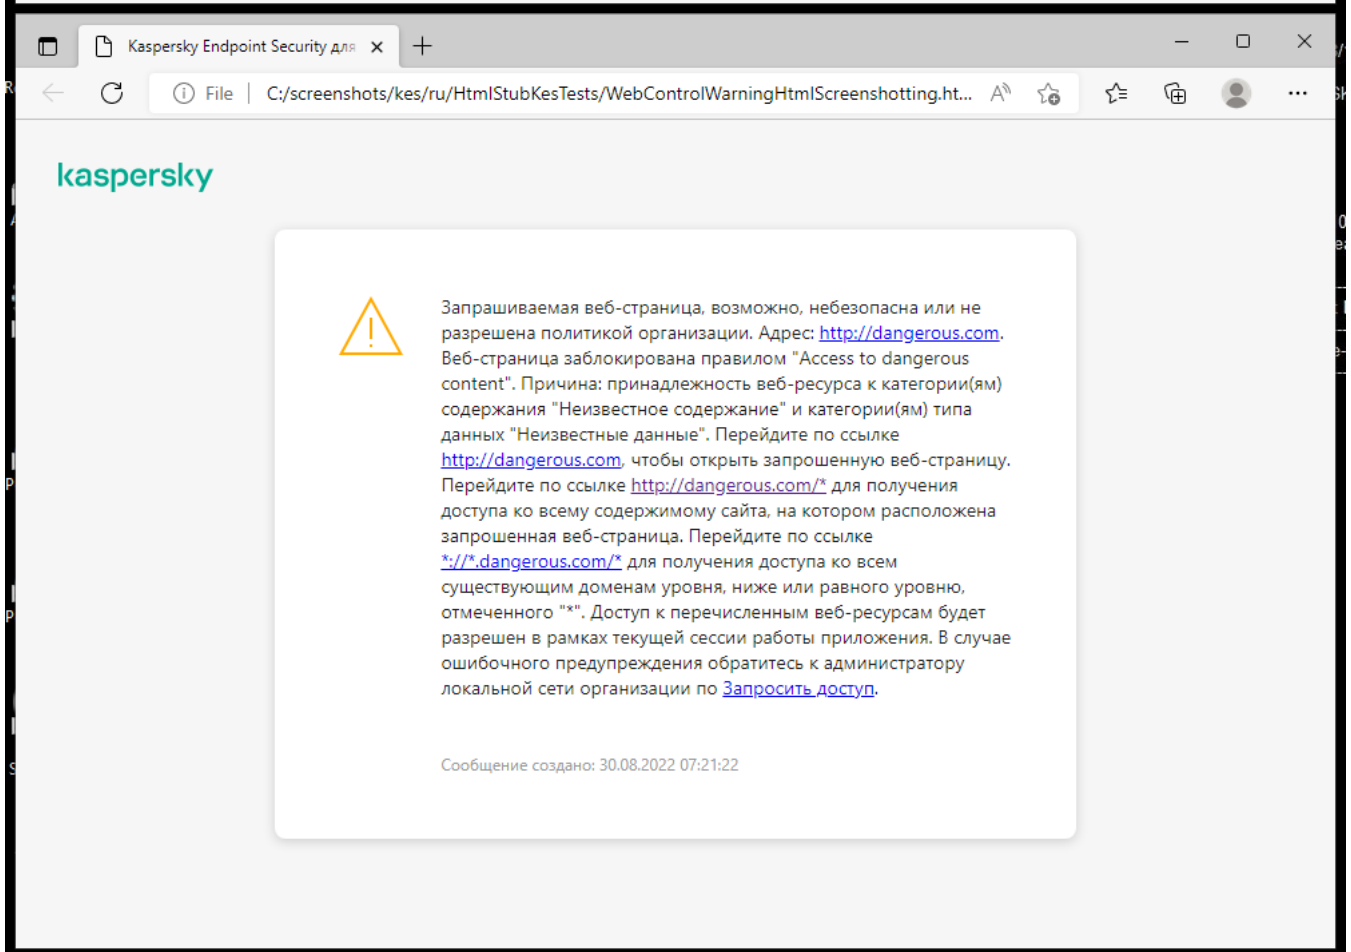 Kaspersky Endpoint Security для
File
C:/screenshots/kes/ru/HtmlStubKesTests/WebControlWarningHtmlScreenshotting.ht...
kaspersky
Запрашиваемая веб-страница, возможно, небезопасна или не
разрешена политикой организации. Адрес: http://dangerous.com.
Веб-страница заблокирована правилом "Access to dangerous
content". Причина: принадлежность веб-ресурса к категории(ям)
содержания "Неизвестное содержание" и категории(ям) типа
данных "Неизвестные данные". Перейдите по ссылке
http://dangerous.com, чтобы открыть запрошенную веб-страницу.
Перейдите по ссылке http://dangerous.com/* для получения
доступа ко всему содержимому сайта, на котором расположена
запрошенная веб-страница. Перейдите по ссылке
*://*.dangerous.com/* для получения доступа ко всем
существующим доменам уровня, ниже или равного уровню,
отмеченного "*". Доступ к перечисленным веб-ресурсам будет
разрешен в рамках текущей сессии работы приложения. В случае
ошибочного предупреждения обратитесь к администратору
локальной сети организации по Запросить доступ.
Сообщение создано: 30.08.2022 07:21:22